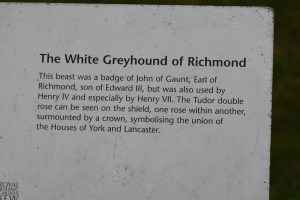 The White Greyhound of Richmond
This beast was a badge of John of Gaunt, Earl of
Richmond, son of Edward III, but was also used by
Henry IV and especially by Henry VII. The Tudor double
rose can be seen on the shield, one rose within another,
surmounted by a crown, symbolising the union of
the Houses of York and Lancaster.
ROYAL
KEW